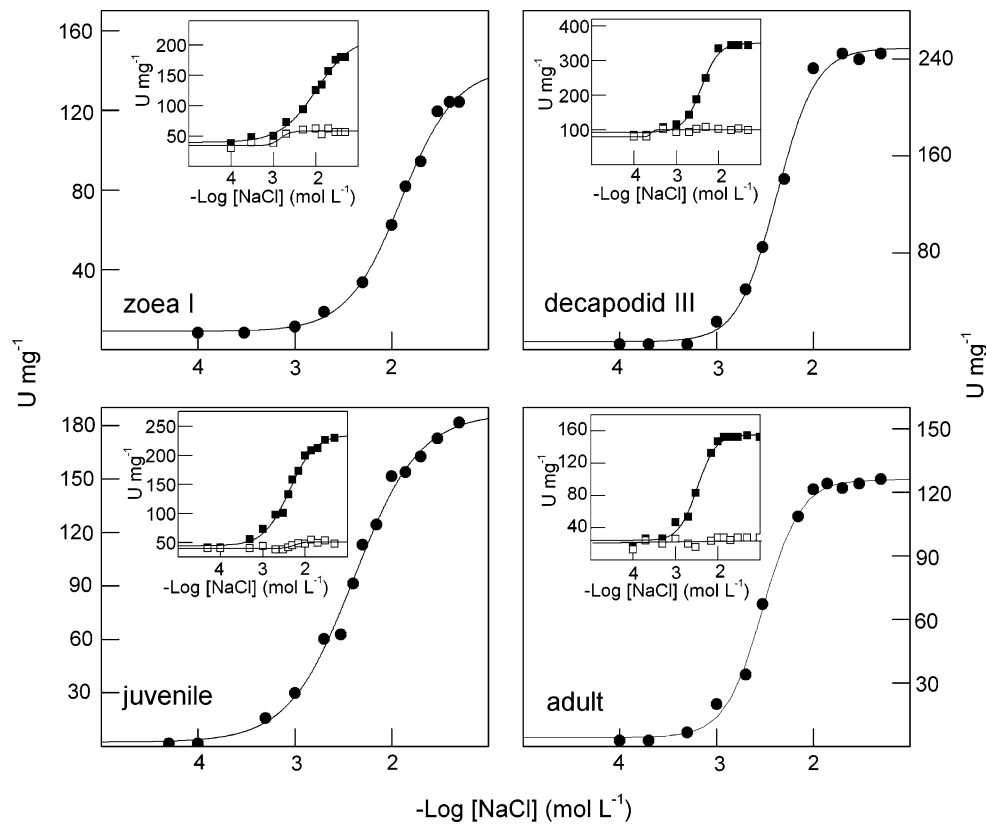 160
120
80
40
U mg-1
200
150
100
50
4 3 2
-Log [NaCl] (mol L-1)
zoea I
4 3 2
U mg-1
400
300
200
100
4 3 2
-Log [NaCl] (mol L-1)
decapodid III
4 3 2
240
160
80
U mg-1
U mg-1
180
150
120
90
60
30
U mg-1
250
200
150
100
50
4 3 2
-Log [NaCl] (mol L-1)
juvenile
4 3 2
U mg-1
160
120
80
40
4 3 2
-Log [NaCl] (mol L-1)
adult
4 3 2
150
120
90
60
30
-Log [NaCl] (mol L-1)